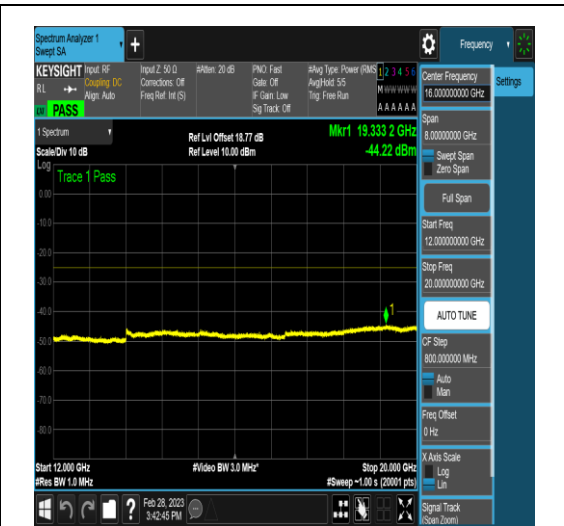 Spectrum Analyzer 1
Swept SA
+
Frequency
KEYSIGHT
RL
Input: RF
Coupling: DC
Align: Auto
Input Z: 50 Ω
Corrections: Off
Freq Ref: Int (S)
#Atten: 20 dB
PNO: Fast
Gate: Off
IF Gain: Low
Sig Track: Off
#Avg Type: Power (RMS
Avg|Hold: 5/5
Trig: Free Run
1 2 3 4 5 6
M W W W W W
A A A A A A
PASS
1 Spectrum
Scale/Div 10 dB
Ref Lvl Offset 18.77 dB
Ref Level 10.00 dBm
Mkr1 19.333 2 GHz
-44.22 dBm
Log
Trace 1 Pass
0.00
-10.0
-20.0
-30.0
-40.0
-50.0
-60.0
-70.0
-80.0
1
Start 12.000 GHz
#Res BW 1.0 MHz
#Video BW 3.0 MHz*
Stop 20.000 GHz
#Sweep ~1.00 s (20001 pts)
?
Feb 28, 2023
3:42:45 PM
Center Frequency
16.000000000 GHz
Settings
Span
8.00000000 GHz
Swept Span
Zero Span
Full Span
Start Freq
12.000000000 GHz
Stop Freq
20.000000000 GHz
AUTO TUNE
CF Step
800.000000 MHz
Auto
Man
Freq Offset
0 Hz
X Axis Scale
Log
Lin
Signal Track
(Span Zoom)